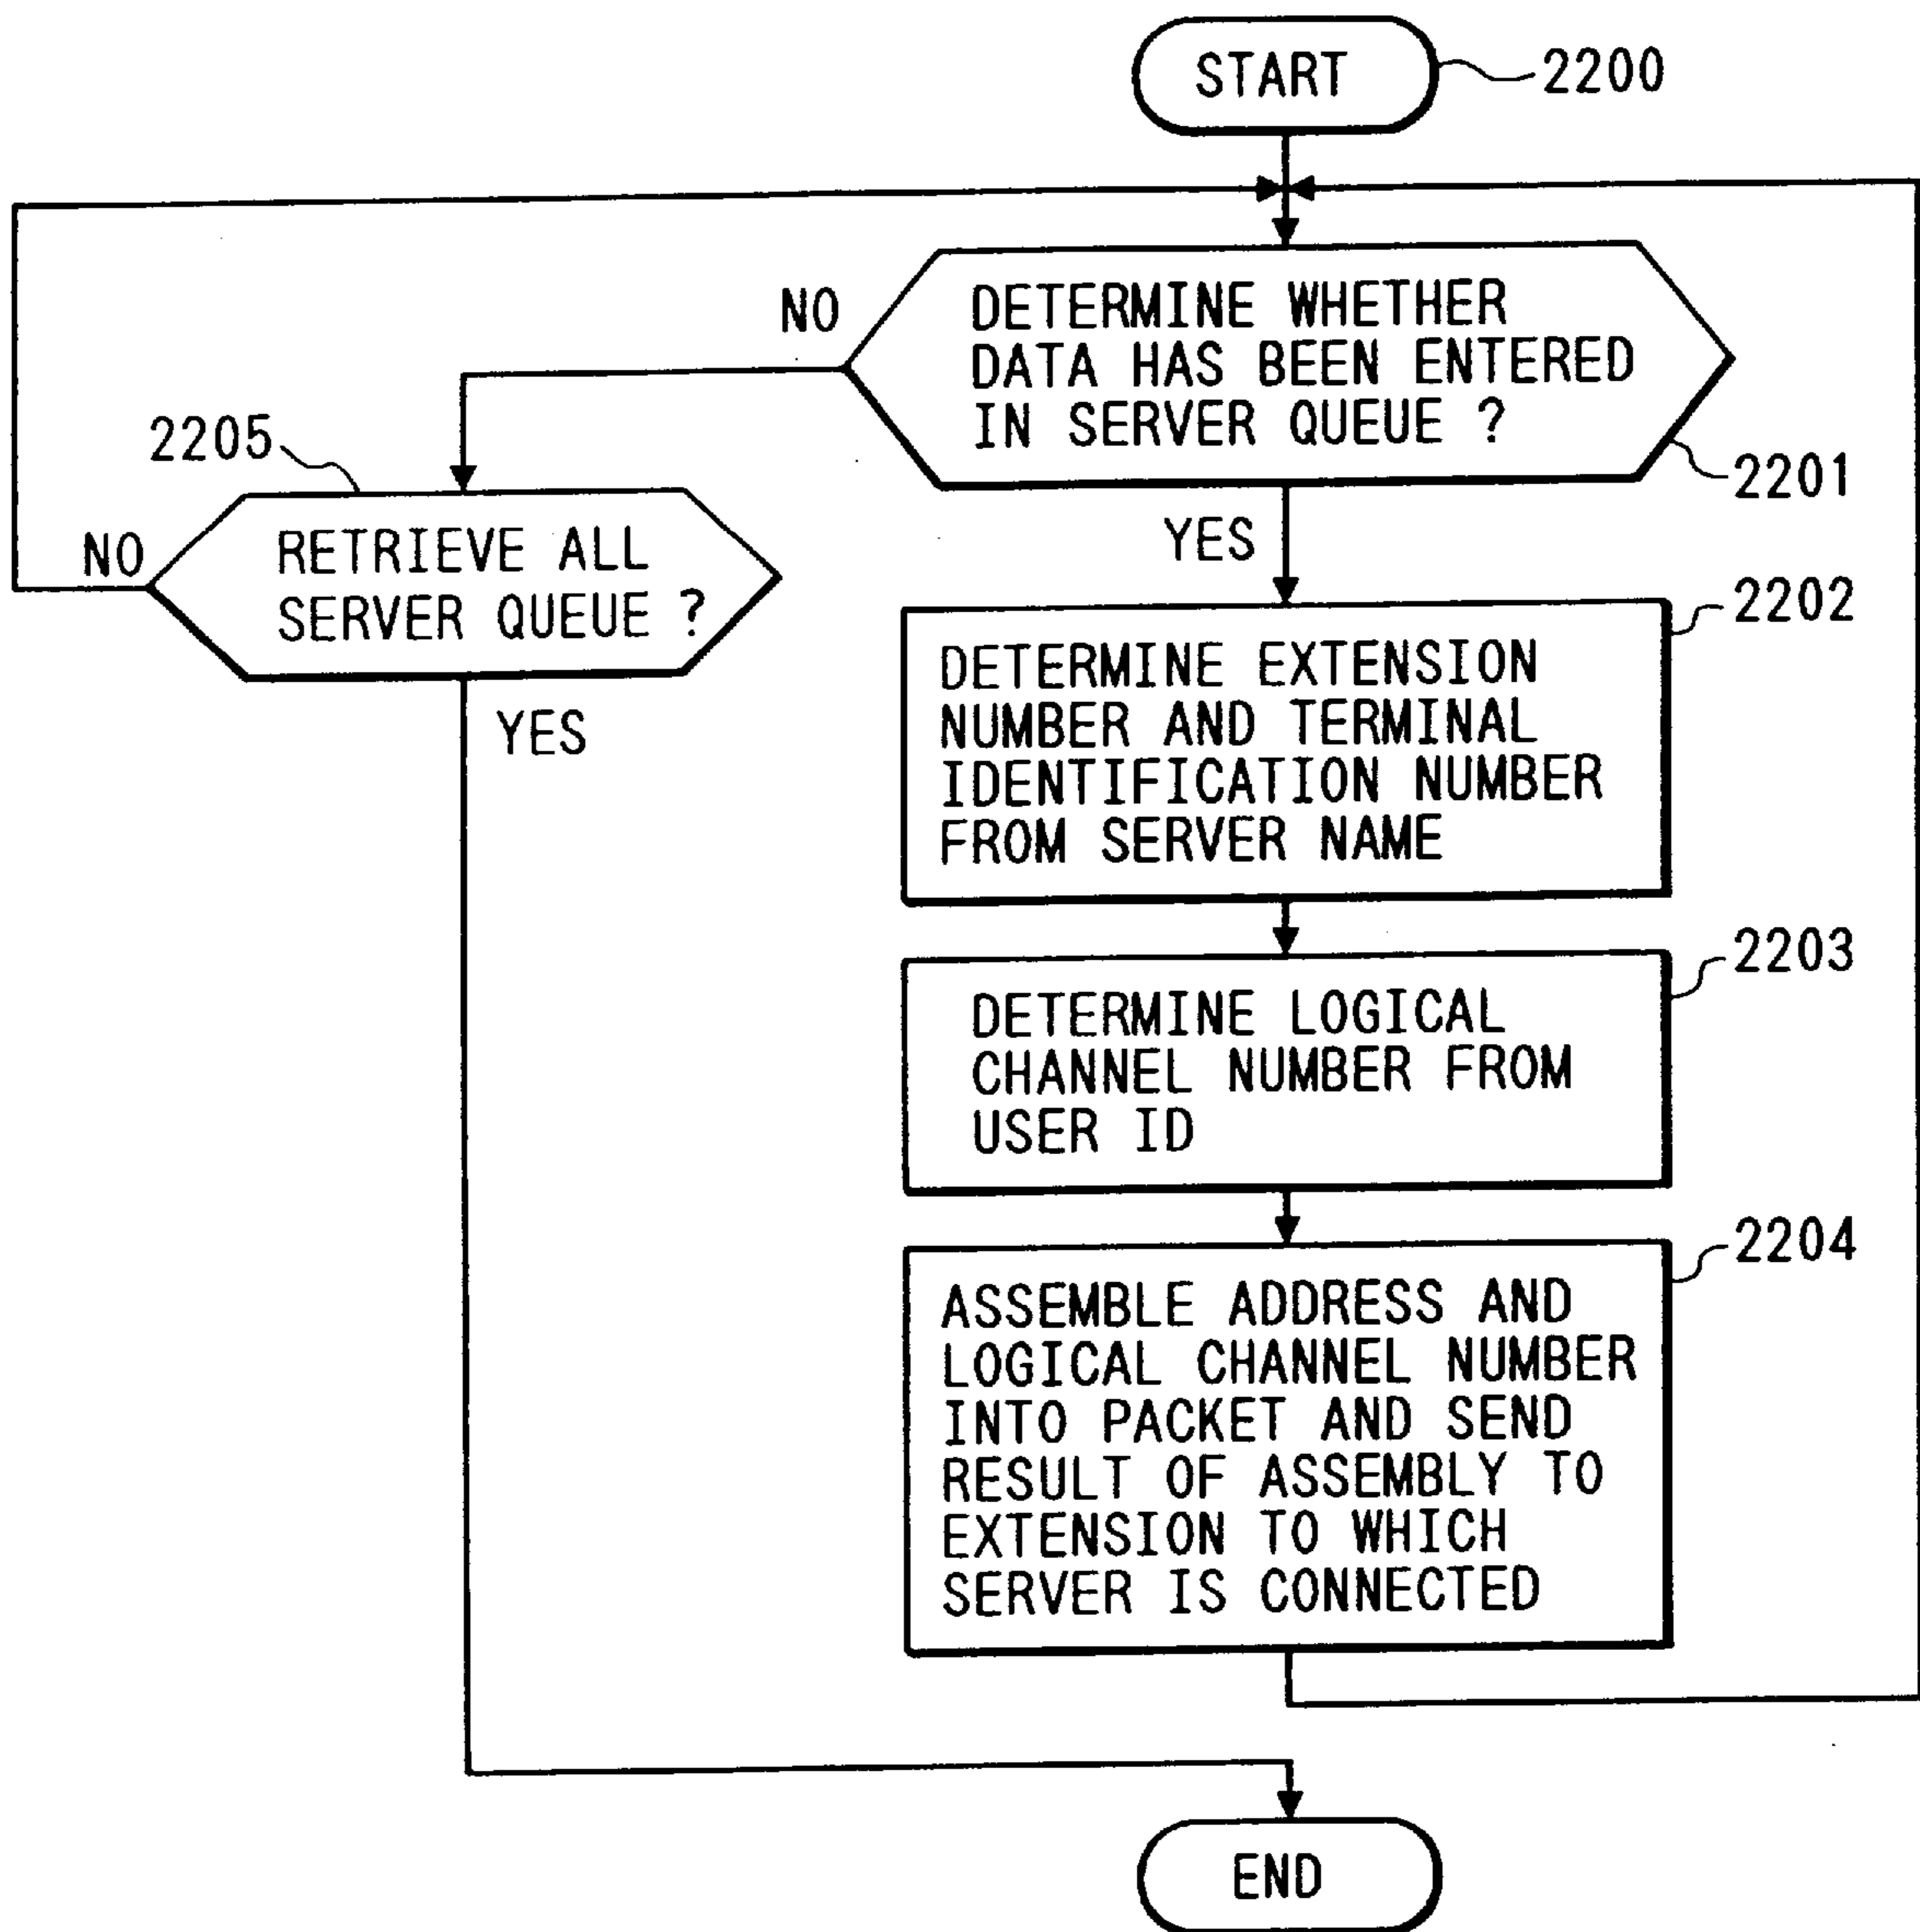 START
2200
NO
DETERMINE WHETHER
DATA HAS BEEN ENTERED
IN SERVER QUEUE ?
2201
2205
YES
NO
RETRIEVE ALL
SERVER QUEUE ?
YES
2202
DETERMINE EXTENSION
NUMBER AND TERMINAL
IDENTIFICATION NUMBER
FROM SERVER NAME
2203
DETERMINE LOGICAL
CHANNEL NUMBER FROM
USER ID
2204
ASSEMBLE ADDRESS AND
LOGICAL CHANNEL NUMBER
INTO PACKET AND SEND
RESULT OF ASSEMBLY TO
EXTENSION TO WHICH
SERVER IS CONNECTED
END